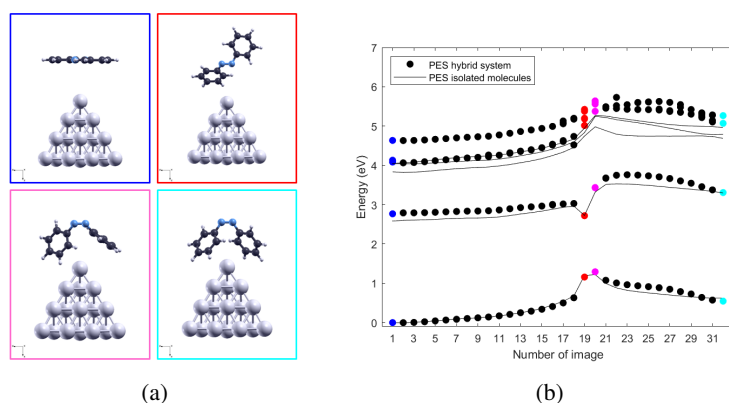 7
6
5
4
3
2
1
0
Energy (eV)
PES hybrid system
PES isolated molecules
1 3 5 7 9 11 13 15 17 19 21 23 25 27 29 31
Number of image
(a)
(b)